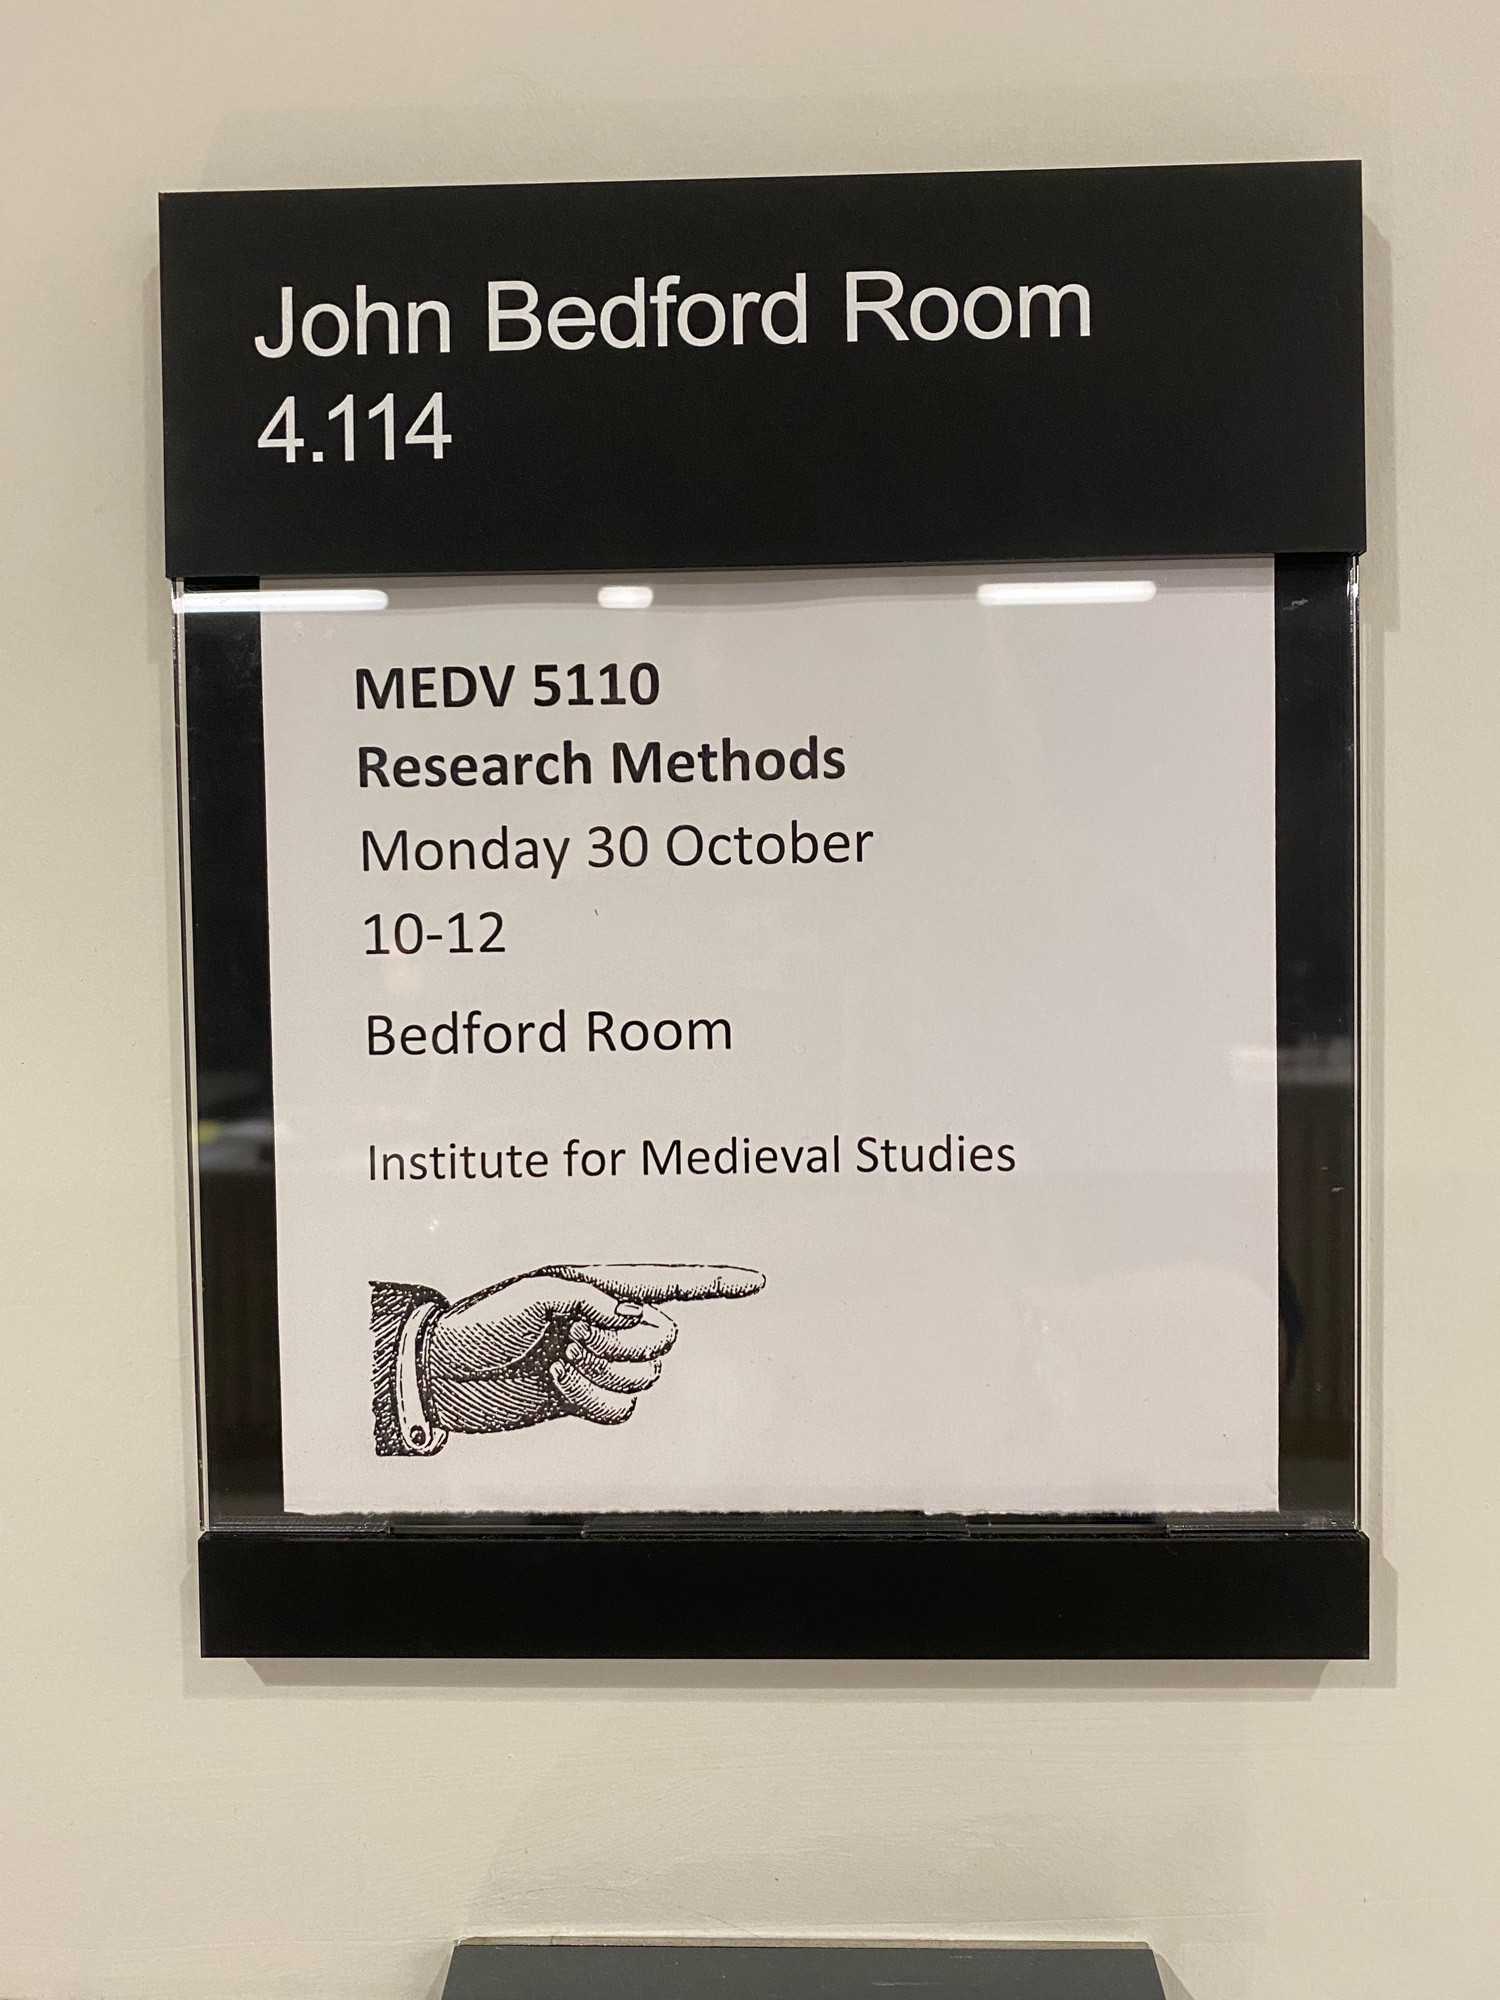 John Bedford Room
4.114
MEDV 5110
Research Methods
Monday 30 October
10-12
Bedford Room
Institute for Medieval Studies